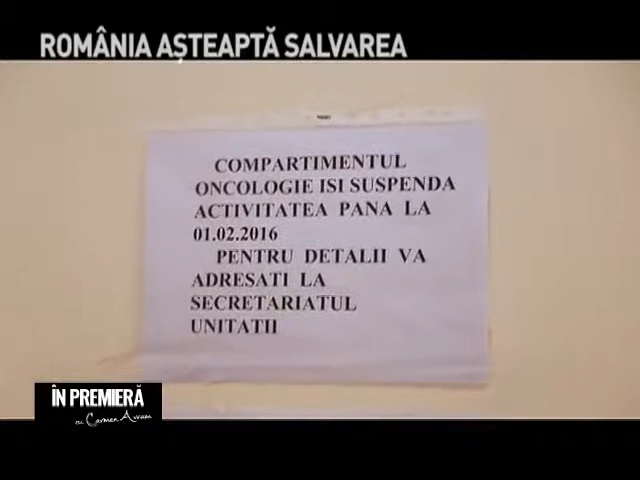 ROMÂNIA AȘTEAPTĂ SALVAREA
COMPARTIMENTUL
ONCOLOGIE ISI SUSPENDA
ACTIVITATEA PANA LA
01.02.2016
PENTRU DETALII VA
ADRESATI LA
SECRETARIATUL
UNITATII
ÎN PREMIERĂ
cu Carmen Avram